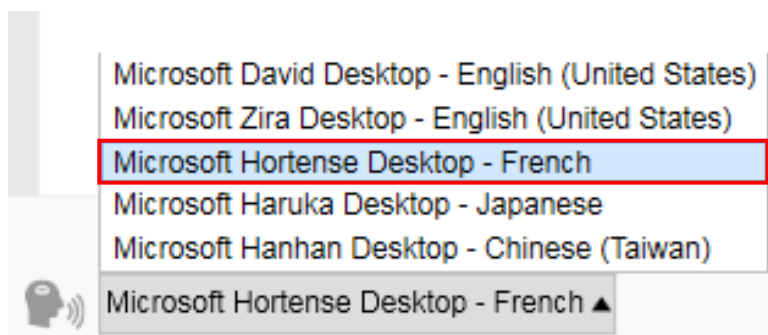 Microsoft David Desktop - English (United States)
Microsoft Zira Desktop - English (United States)
Microsoft Hortense Desktop - French
Microsoft Haruka Desktop - Japanese
Microsoft Hanhan Desktop - Chinese (Taiwan)
Microsoft Hortense Desktop - French ▲